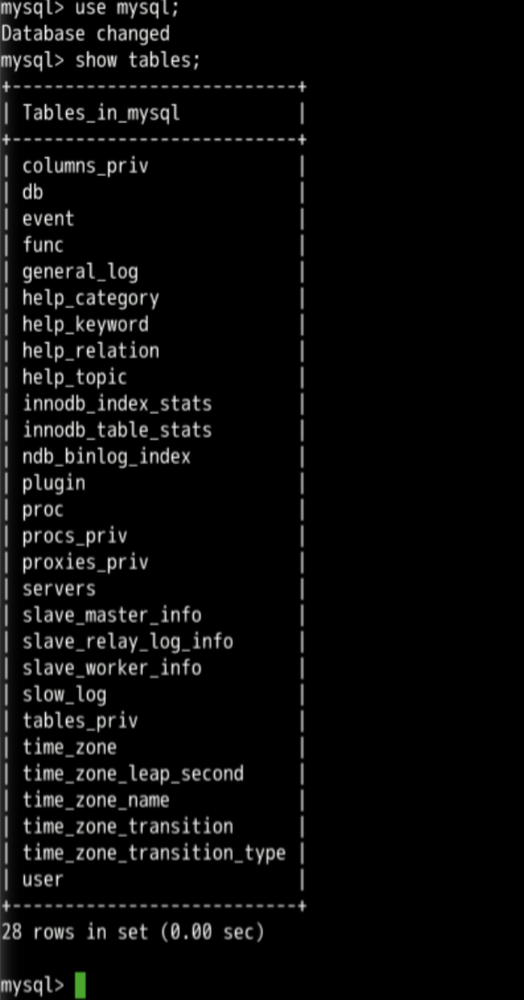 mysql> use mysql;
Database changed
mysql> show tables;
+---------------------------+
| Tables_in_mysql           |
+---------------------------+
| columns_priv              |
| db                        |
| event                     |
| func                      |
| general_log               |
| help_category             |
| help_keyword              |
| help_relation             |
| help_topic                |
| innodb_index_stats        |
| innodb_table_stats        |
| ndb_binlog_index          |
| plugin                    |
| proc                      |
| procs_priv                |
| proxies_priv              |
| servers                   |
| slave_master_info         |
| slave_relay_log_info      |
| slave_worker_info         |
| slow_log                  |
| tables_priv               |
| time_zone                 |
| time_zone_leap_second     |
| time_zone_name            |
| time_zone_transition      |
| time_zone_transition_type |
| user                      |
+---------------------------+
28 rows in set (0.00 sec)
mysql>